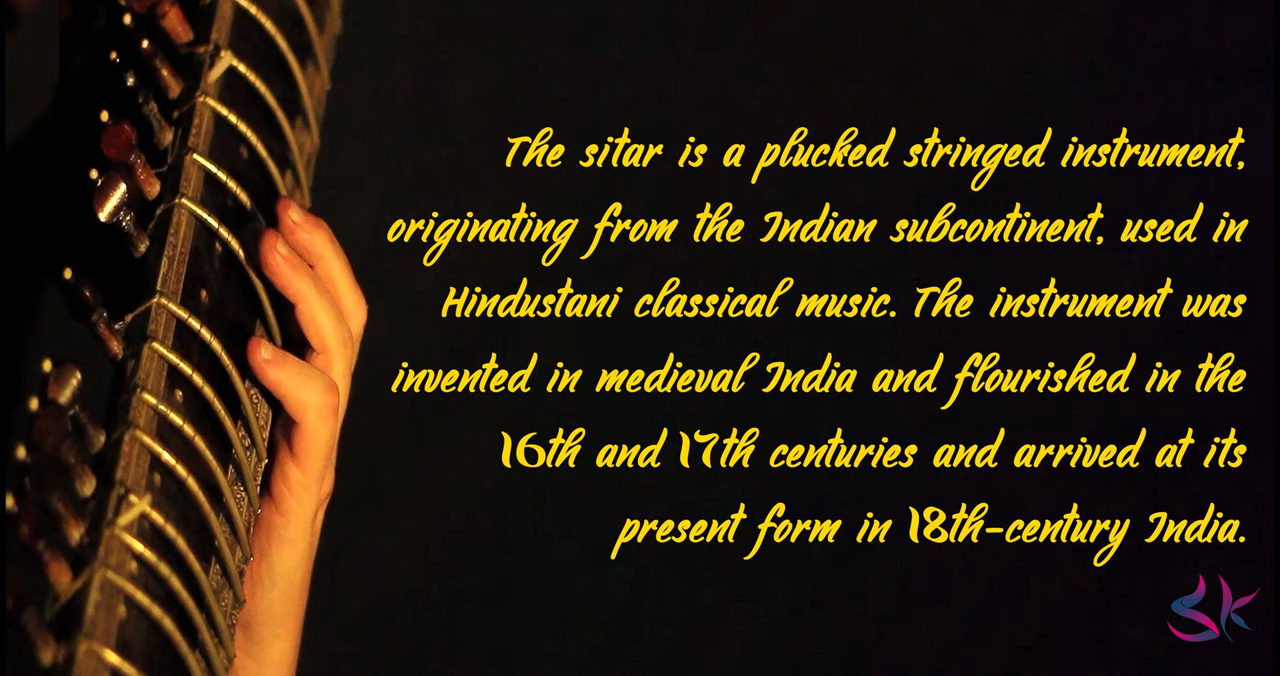 The sitar is a plucked stringed instrument,
originating from the Indian subcontinent, used in
Hindustani classical music. The instrument was
invented in medieval India and flourished in the
16th and 17th centuries and arrived at its
present form in 18th-century India.
SK